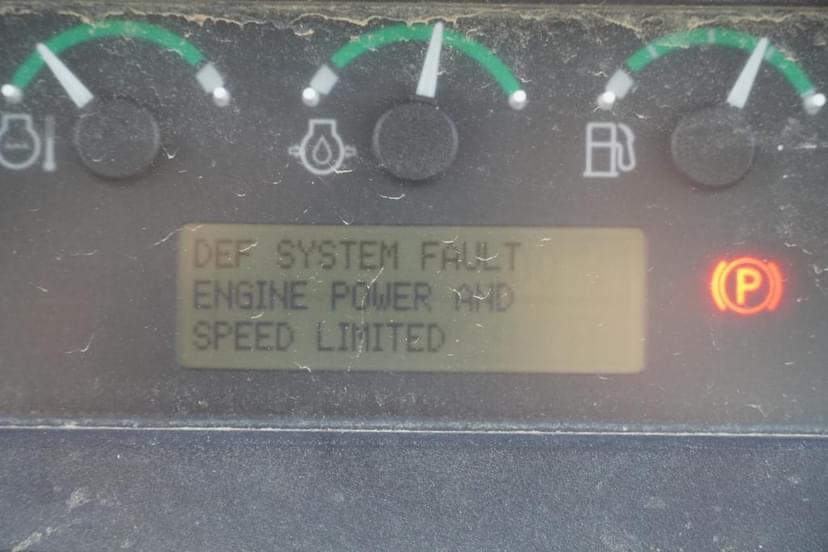 DEF SYSTEM FAULT
ENGINE POWER AND
SPEED LIMITED
P